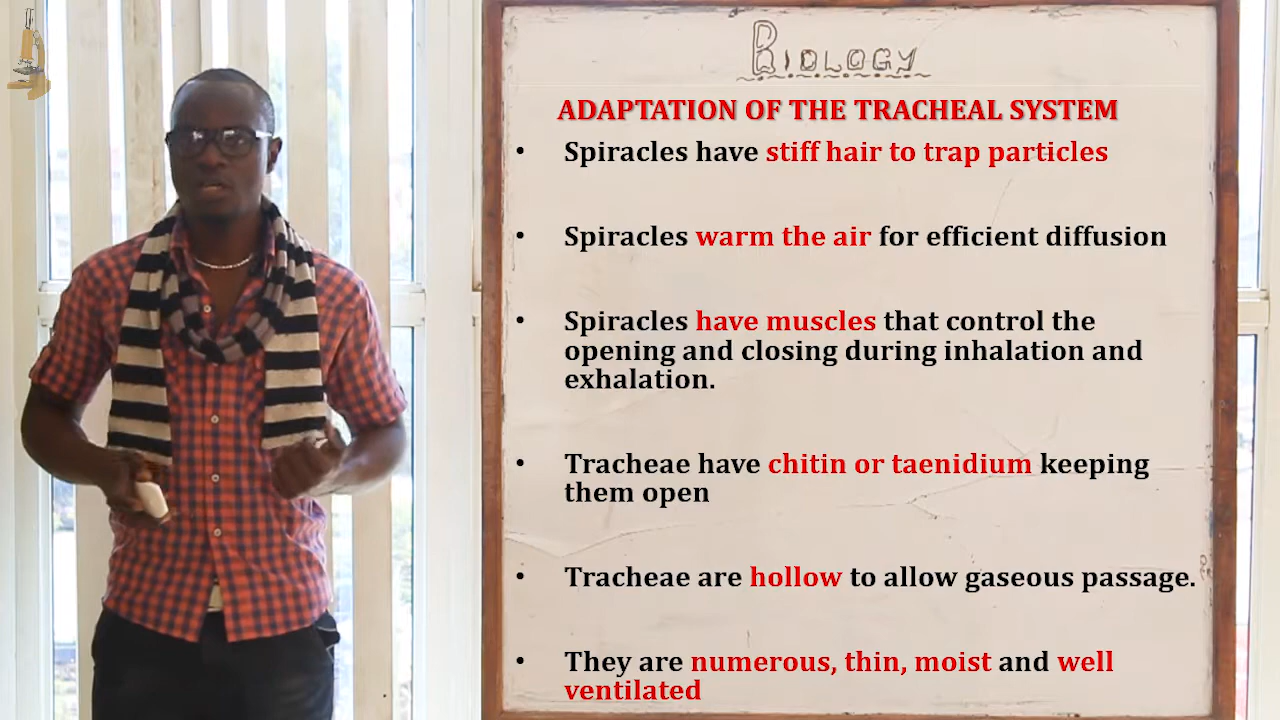 BIOLOGY
ADAPTATION OF THE TRACHEAL SYSTEM
• Spiracles have stiff hair to trap particles
• Spiracles warm the air for efficient diffusion
• Spiracles have muscles that control the
opening and closing during inhalation and
exhalation.
• Tracheae have chitin or taenidium keeping
them open
• Tracheae are hollow to allow gaseous passage.
• They are numerous, thin, moist and well
ventilated